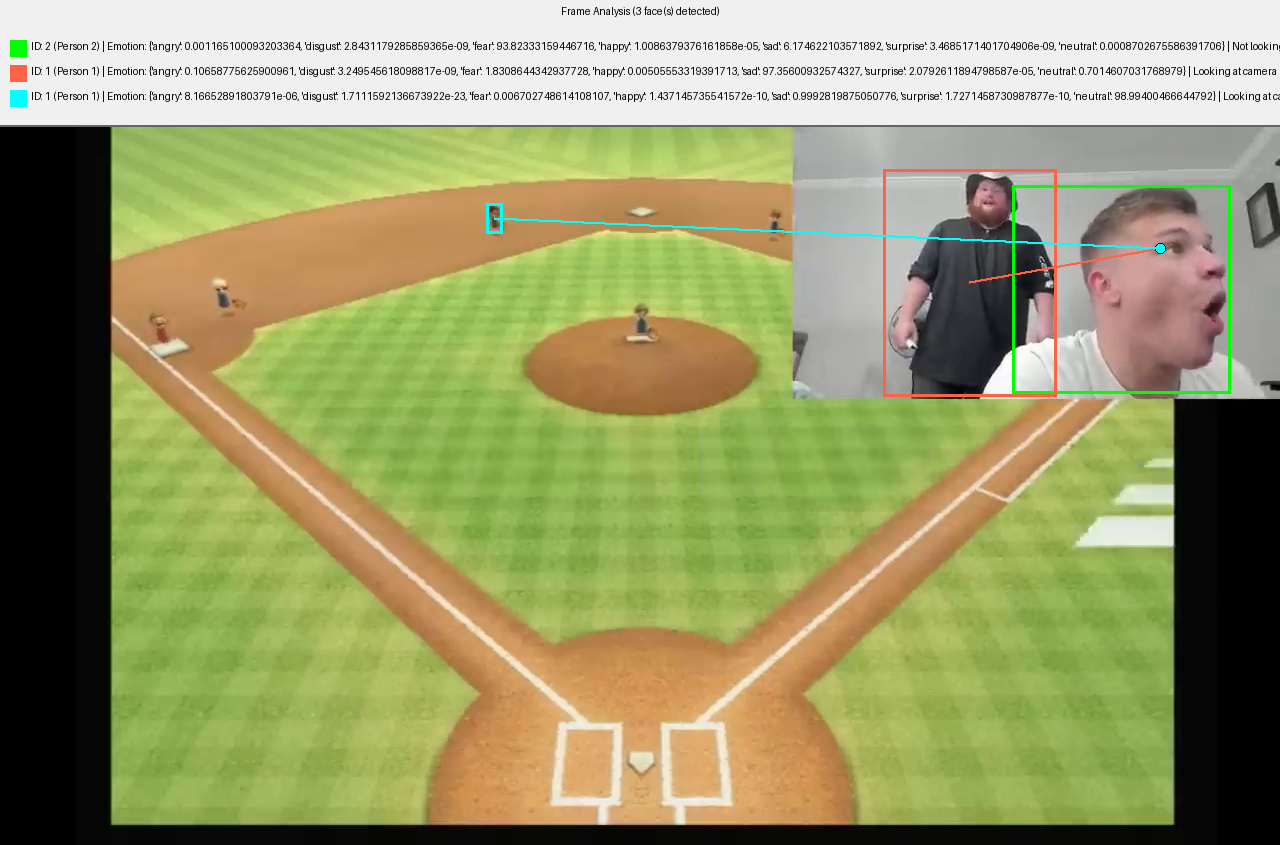 Frame Analysis (3 face(s) detected)
ID: 2 (Person 2) | Emotion: {'angry': 0.001165100093203364, 'disgust': 2.8431179285859365e-09, 'fear': 93.82333159446716, 'happy': 1.0086379376161858e-05, 'sad': 6.174622103571892, 'surprise': 3.4685171401704906e-09, 'neutral': 0.0008702675586391706} | Not looking
ID: 1 (Person 1) | Emotion: {'angry': 0.10658775625900961, 'disgust': 3.249545618098817e-09, 'fear': 1.8308644342937728, 'happy': 0.00505553319391713, 'sad': 97.35600932574327, 'surprise': 2.0792611894798587e-05, 'neutral': 0.7014607031768979} | Looking at camera
ID: 1 (Person 1) | Emotion: {'angry': 8.16652891803791e-06, 'disgust': 1.7111592136673922e-23, 'fear': 0.006702748614108107, 'happy': 1.437145735541572e-10, 'sad': 0.9992819875050776, 'surprise': 1.7271458730987877e-10, 'neutral': 98.99400466644792} | Looking at ca